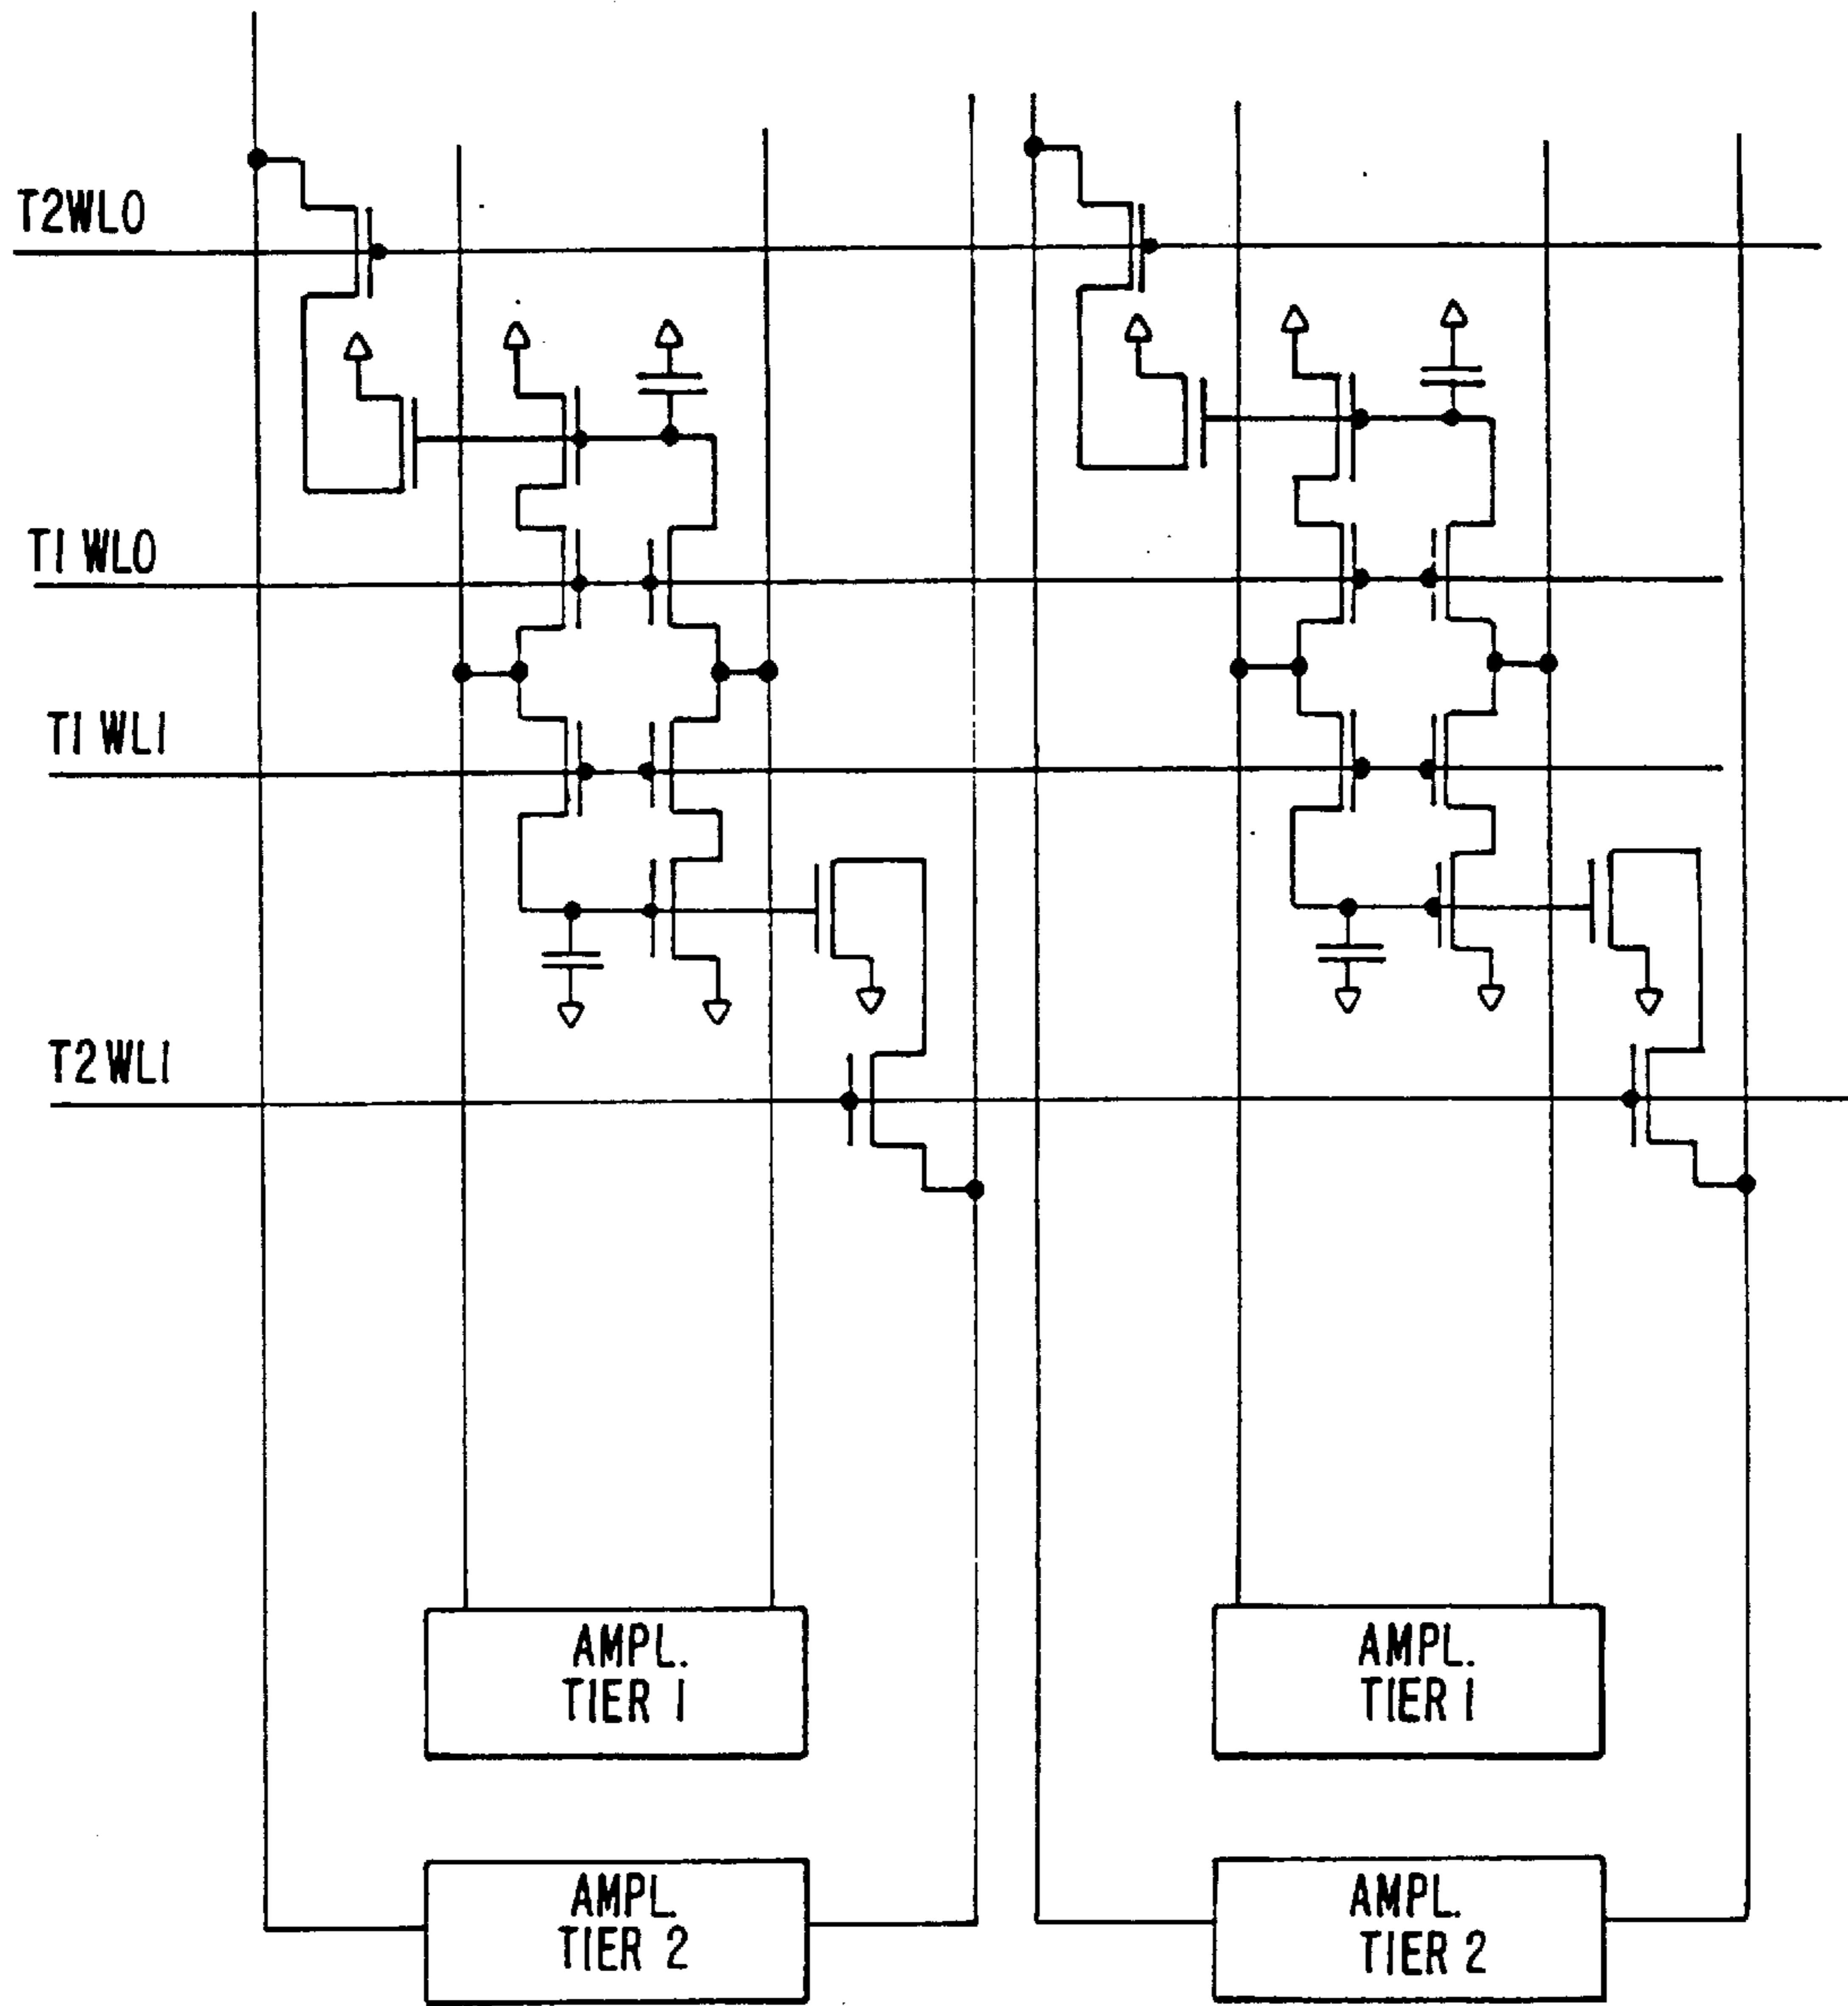 T2WL0
T1 WL0
T1 WL1
T2 WL1
AMPL.
TIER 1
AMPL.
TIER 1
AMPL.
TIER 2
AMPL.
TIER 2